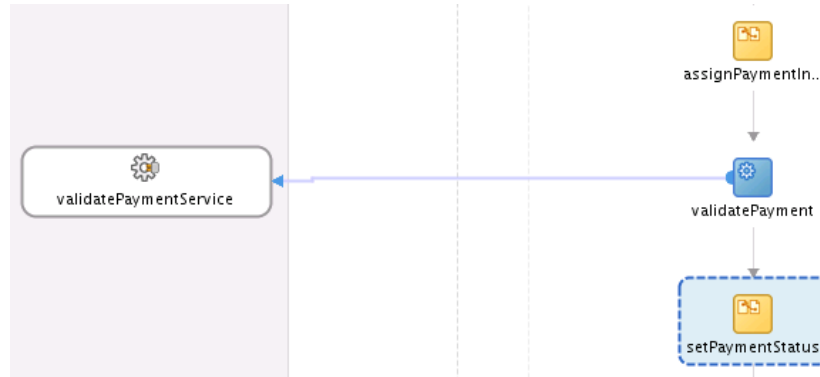 assignPaymentIn..
validatePaymentService
validatePayment
setPaymentStatus